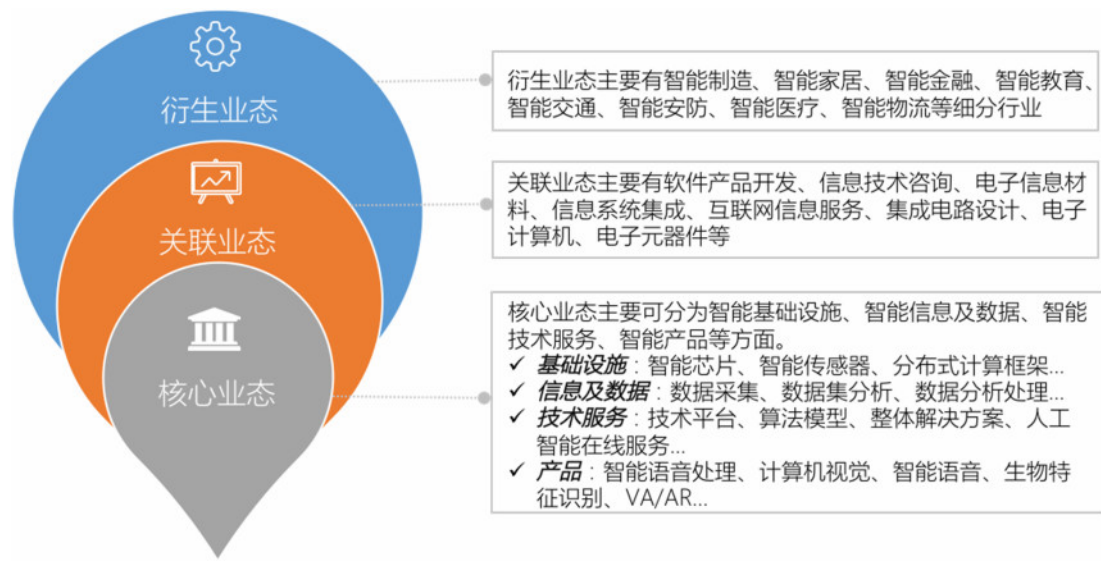 衍生业态
衍生业态主要有智能制造、智能家居、智能金融、智能教育、
智能交通、智能安防、智能医疗、智能物流等细分行业
关联业态
关联业态主要有软件产品开发、信息技术咨询、电子信息材
料、信息系统集成、互联网信息服务、集成电路设计、电子
计算机、电子元器件等
核心业态
核心业态主要可分为智能基础设施、智能信息及数据、智能
技术服务、智能产品等方面。
✓ 基础设施：智能芯片、智能传感器、分布式计算框架...
✓ 信息及数据：数据采集、数据集分析、数据分析处理...
✓ 技术服务：技术平台、算法模型、整体解决方案、人工
智能在线服务...
✓ 产品：智能语音处理、计算机视觉、智能语音、生物特
征识别、VA/AR...